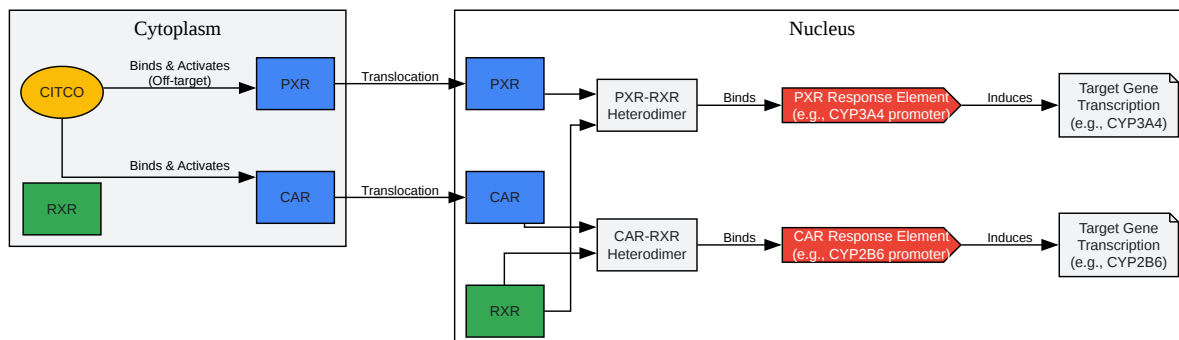 Cytoplasm
Nucleus
Binds & Activates
(Off-target)
CITCO
PXR
Translocation
PXR
PXR-RXR
Heterodimer
Binds
PXR Response Element
(e.g., CYP3A4 promoter)
Induces
Target Gene
Transcription
(e.g., CYP3A4)
Binds & Activates
RXR
CAR
Translocation
CAR
CAR-RXR
Heterodimer
Binds
CAR Response Element
(e.g., CYP2B6 promoter)
Induces
Target Gene
Transcription
(e.g., CYP2B6)
RXR